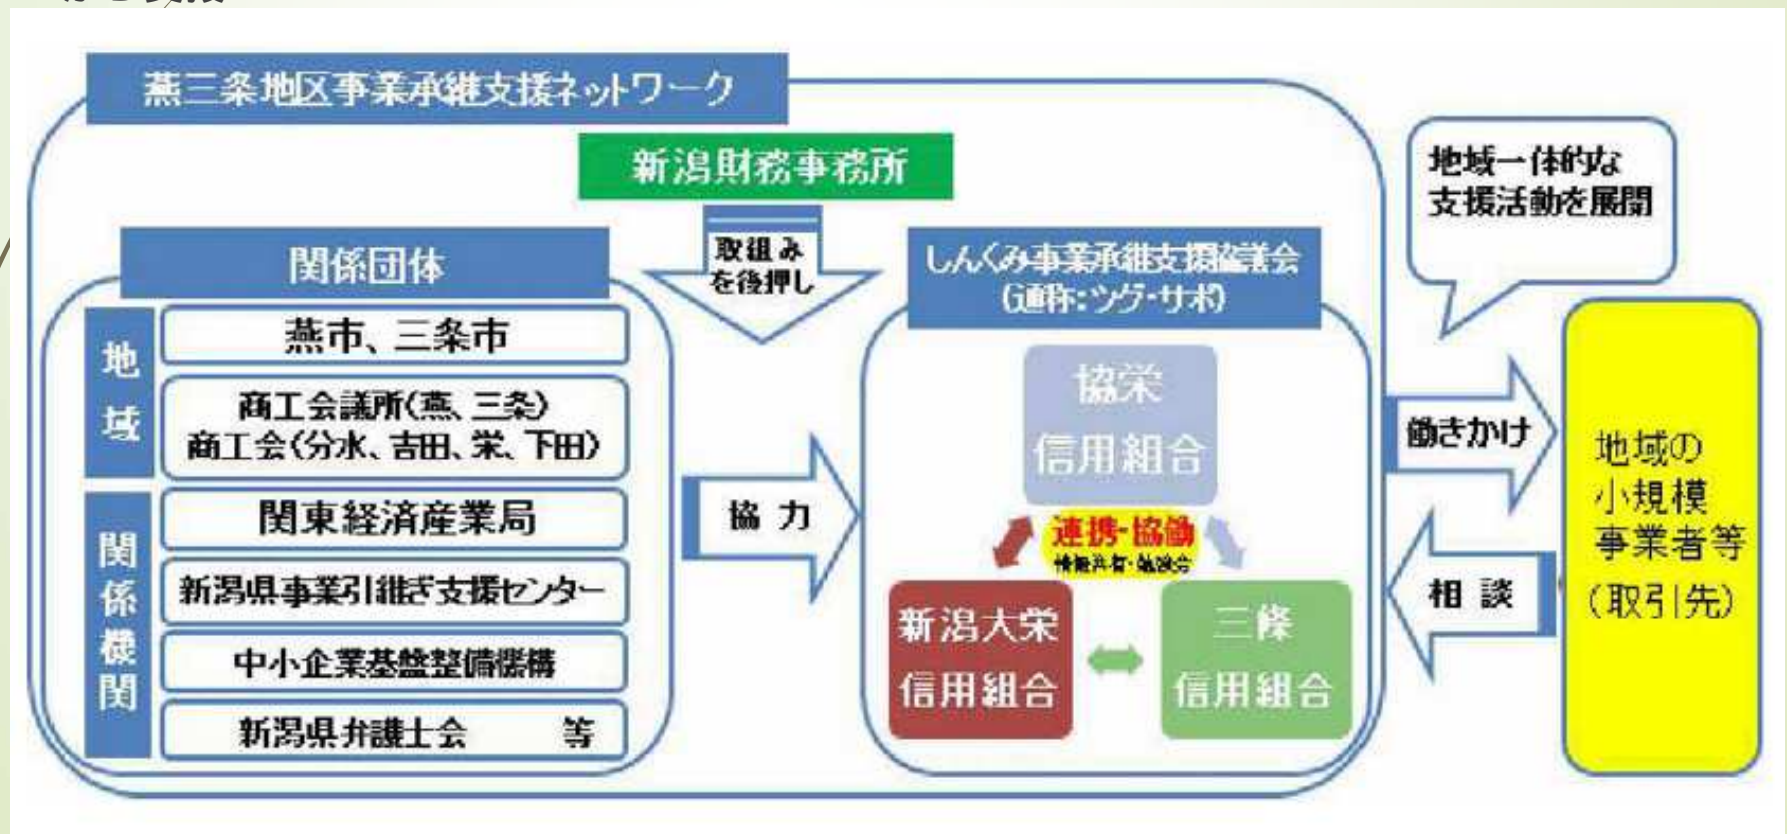 燕三条地区事業承継支援ネットワーク
新潟財務事務所
取組み
を後押し
関係団体
地域
燕市、三条市
商工会議所(燕、三条)
商工会(分水、吉田、栄、下田)
関係機関
関東経済産業局
新潟県事業引継ぎ支援センター
中小企業基盤整備機構
新潟県弁護士会 等
協力
しんくみ事業承継支援協議会
(通称:ツグ・サポ)
協栄
信用組合
連携・協働
情報共有・勉強会
新潟大栄
信用組合
三條
信用組合
地域一体的な
支援活動を展開
働きかけ
相談
地域の
小規模
事業者等
(取引先)